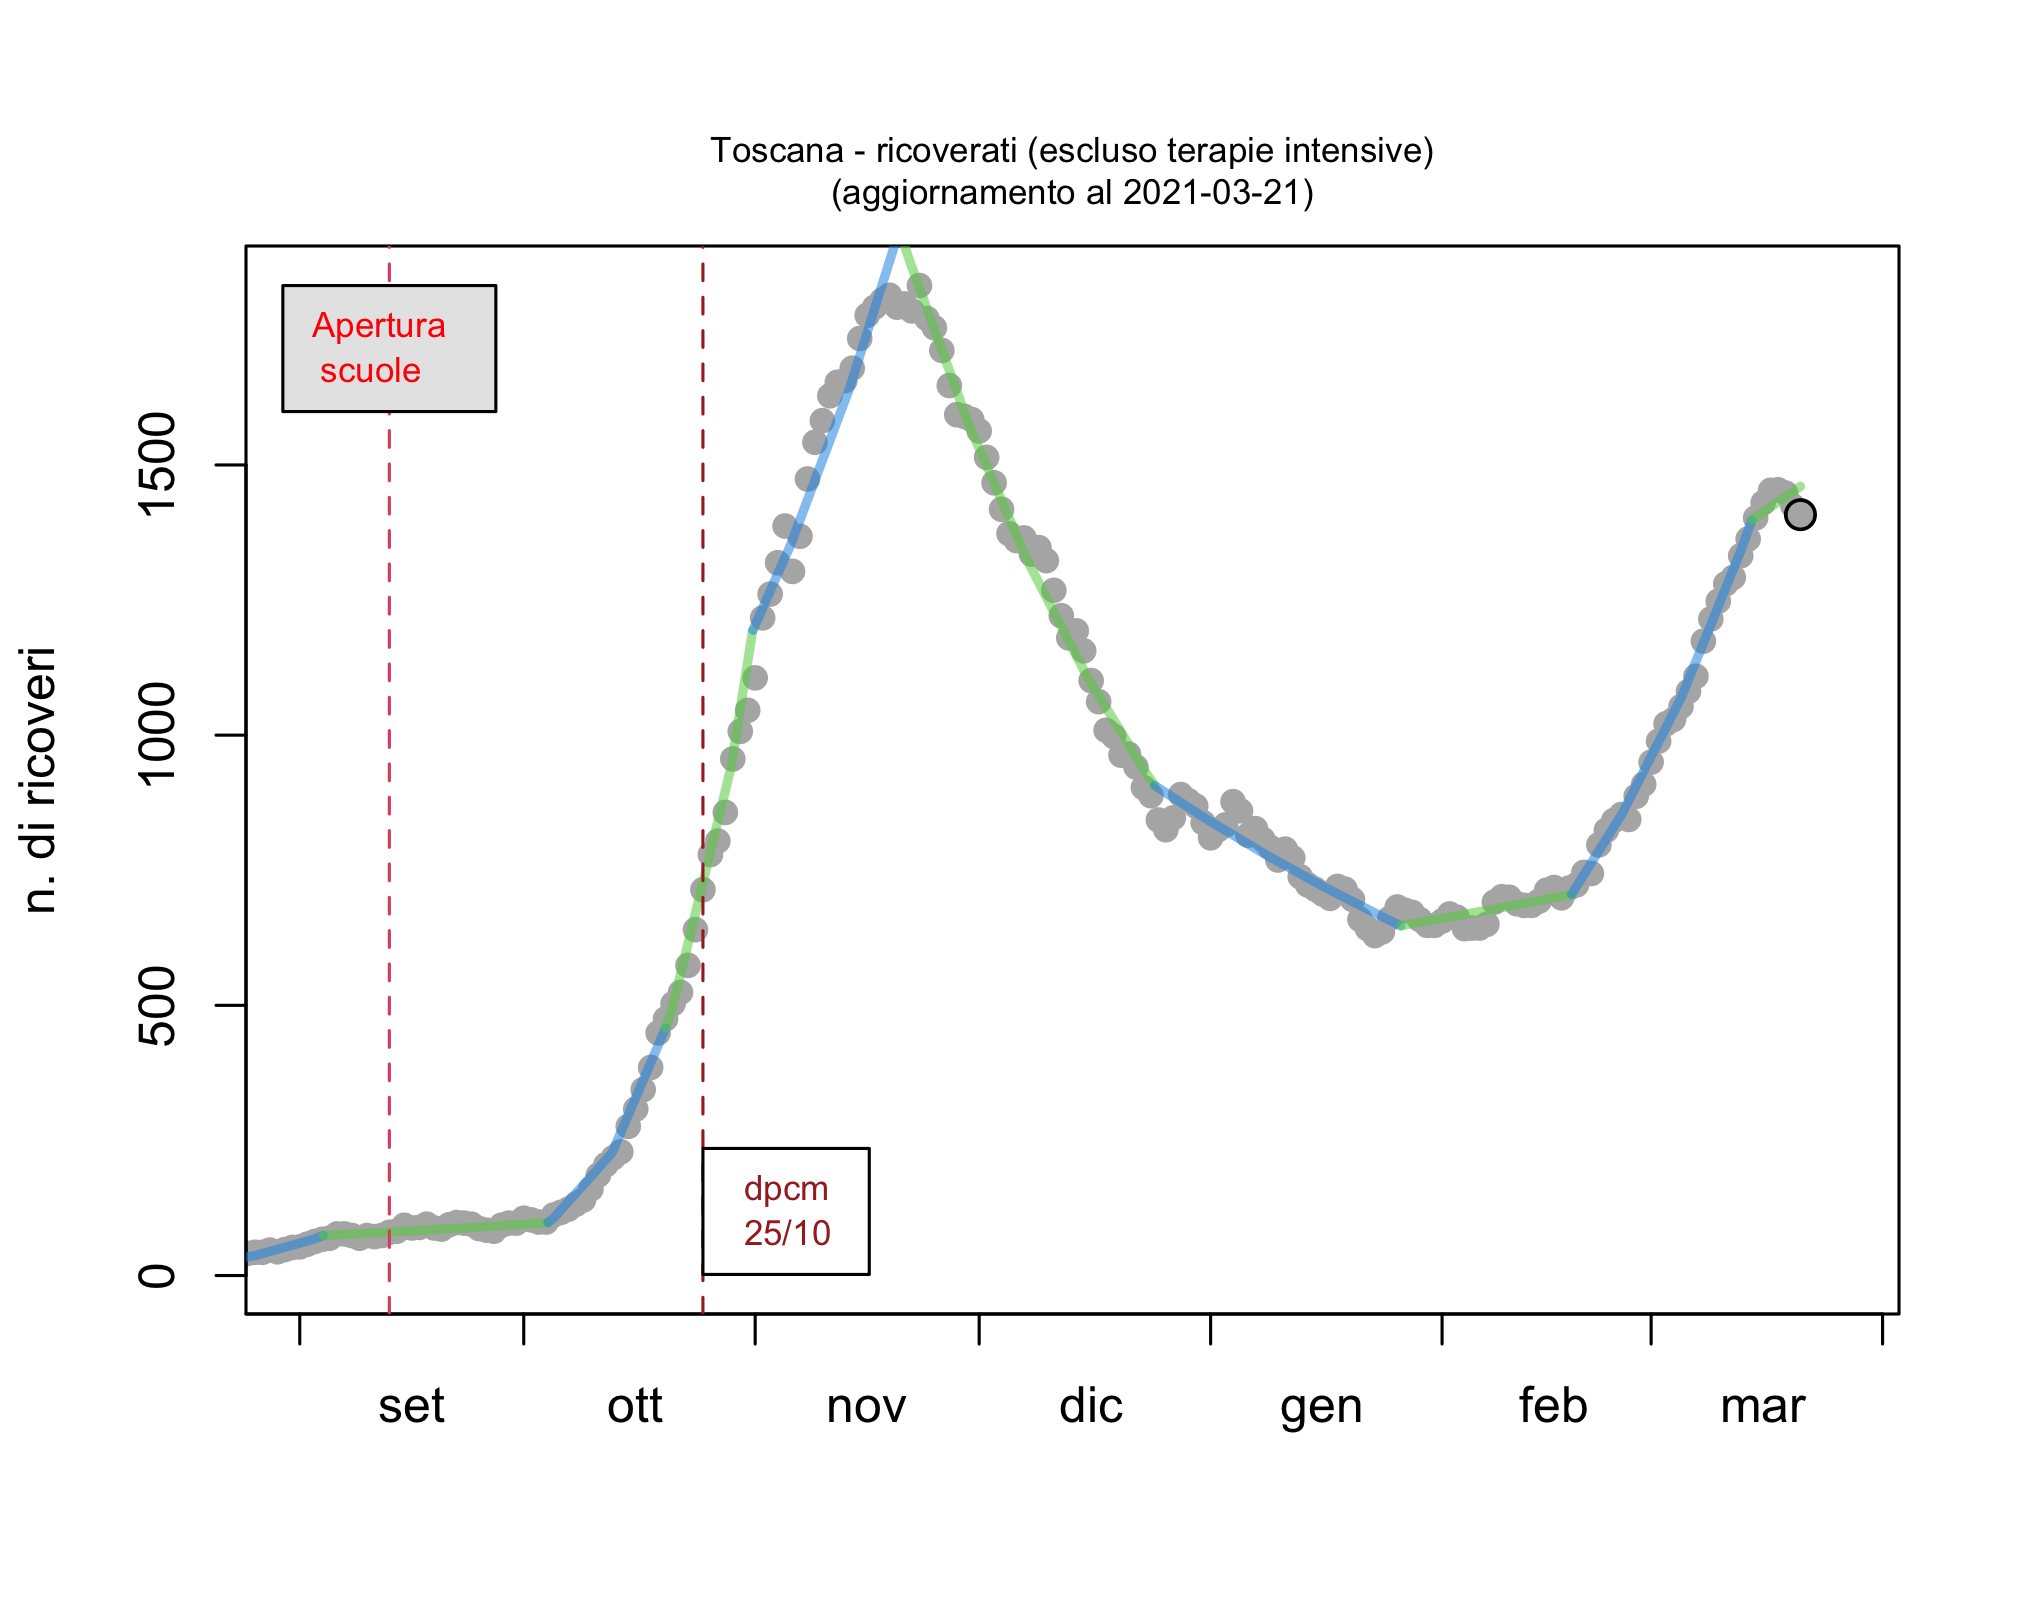 Toscana - ricoverati (escluso terapie intensive)
(aggiornamento al 2021-03-21)
Apertura
scuole
n. di ricoveri
1500
1000
500
0
dpcm
25/10
set ott nov dic gen feb mar